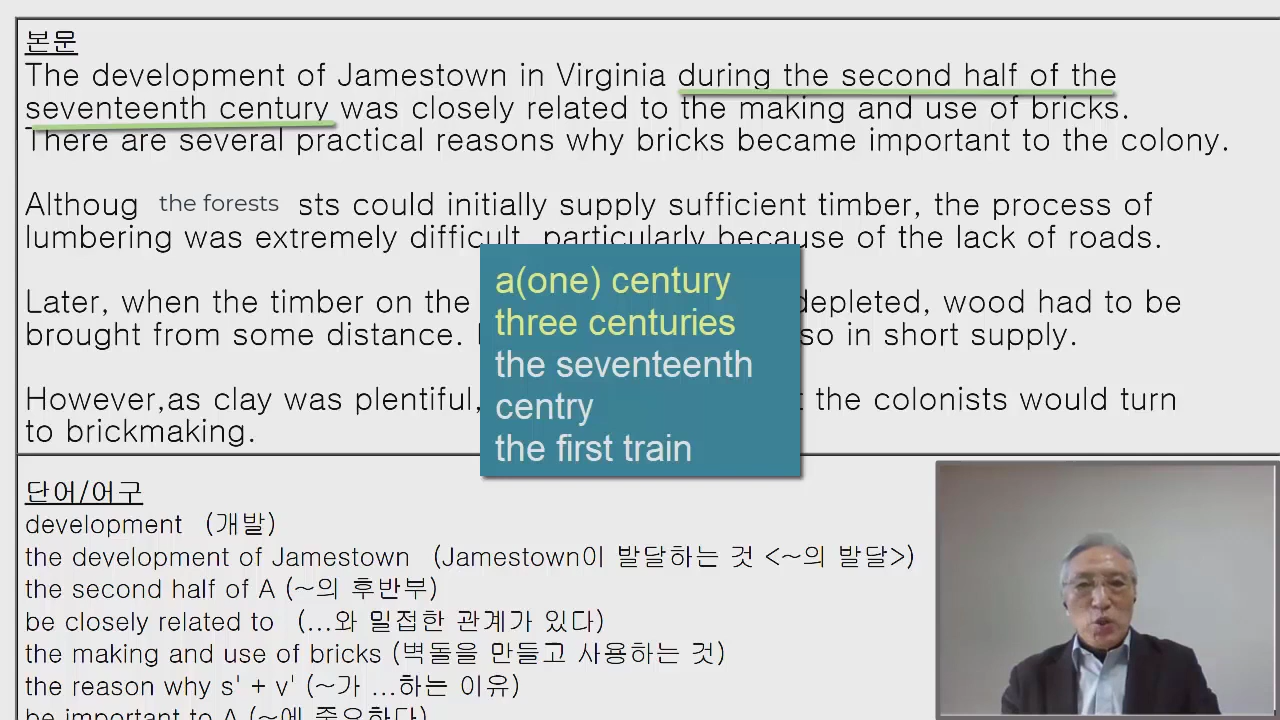 본문
The development of Jamestown in Virginia during the second half of the
seventeenth century was closely related to the making and use of bricks.
There are several practical reasons why bricks became important to the colony.
Althoug the forests sts could initially supply sufficient timber, the process of
lumbering was extremely difficult, particularly because of the lack of roads.
Later, when the timber on the depleted, wood had to be
brought from some distance. so in short supply.
However,as clay was plentiful, the colonists would turn
to brickmaking.
a(one) century
three centuries
the seventeenth
centry
the first train
단어/어구
development (개발)
the development of Jamestown (Jamestown이 발달하는 것 <~의 발달>)
the second half of A (~의 후반부)
be closely related to (...와 밀접한 관계가 있다)
the making and use of bricks (벽돌을 만들고 사용하는 것)
the reason why s' + v' (~가 ...하는 이유)
be important to A (~에 중요하다)